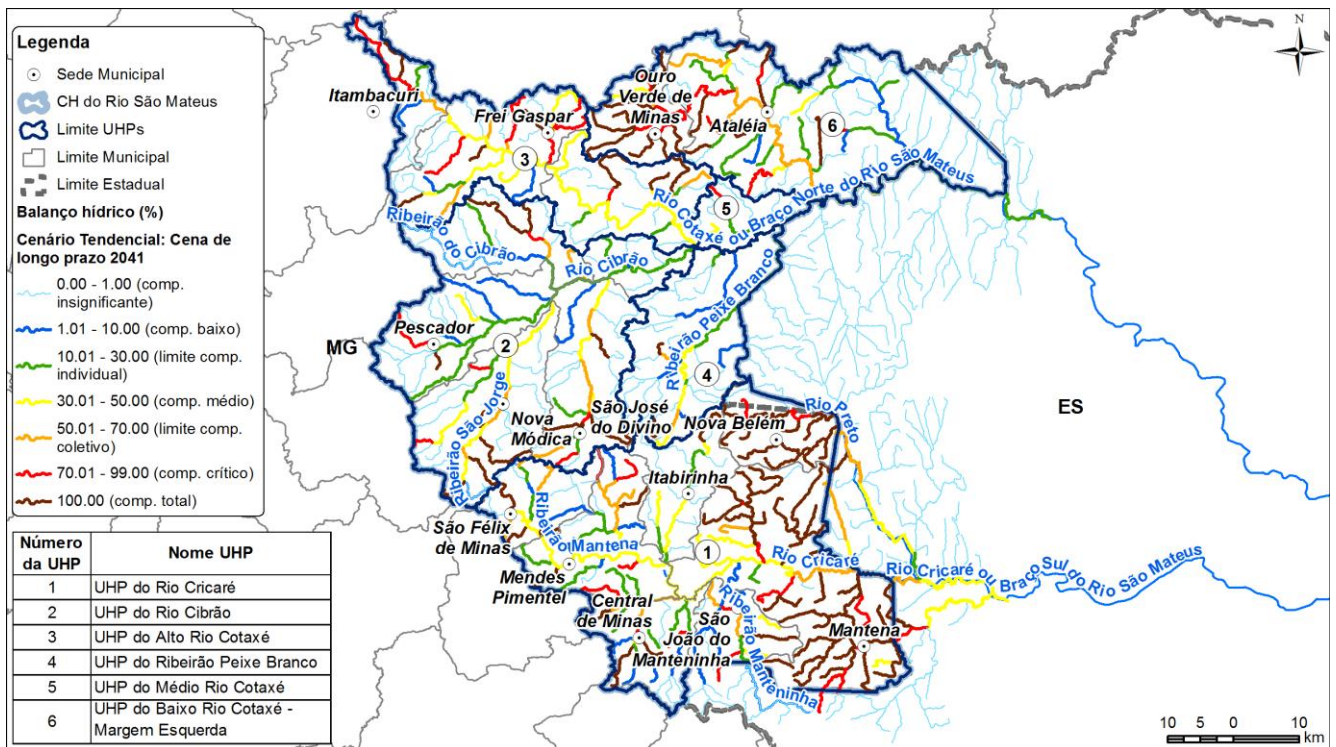 Legenda
Sede Municipal
CH do Rio São Mateus
Limite UHPs
Limite Municipal
Limite Estadual
Balanço hídrico (%)
Cenário Tendencial: Cena de
longo prazo 2041
0.00 - 1.00 (comp.
insignificante)
1.01 - 10.00 (comp. baixo)
10.01 - 30.00 (limite comp.
individual)
30.01 - 50.00 (comp. médio)
50.01 - 70.00 (limite comp.
coletivo)
70.01 - 99.00 (comp. crítico)
100.00 (comp. total)
Número
da UHP
Nome UHP
1 UHP do Rio Cricaré
2 UHP do Rio Cibrão
3 UHP do Alto Rio Cotaxé
4 UHP do Ribeirão Peixe Branco
5 UHP do Médio Rio Cotaxé
6 UHP do Baixo Rio Cotaxé -
Margem Esquerda
N
Itambacuri
Frei Gaspar
Ouro
Verde de
Minas
Ataléia
6
3
5
Rio Cotaxé ou Braço Norte do Rio São Mateus
Ribeirão do Cibrão
Rio Cibrão
Ribeirão Peixe Branco
Pescador
MG
2
4
ES
Ribeirão São Jorge
Nova
Módica
São José
do Divino
Nova Belém
Rio Preto
Itabirinha
São Félix
de Minas
Ribeirão Mantena
1
Rio Cricaré
Rio Cricaré ou Braço Sul do Rio São Mateus
Mendes
Pimentel
Central
de Minas
São
João do
Manteninha
Ribeirão Manteninha
Mantena
10 5 0 10
km